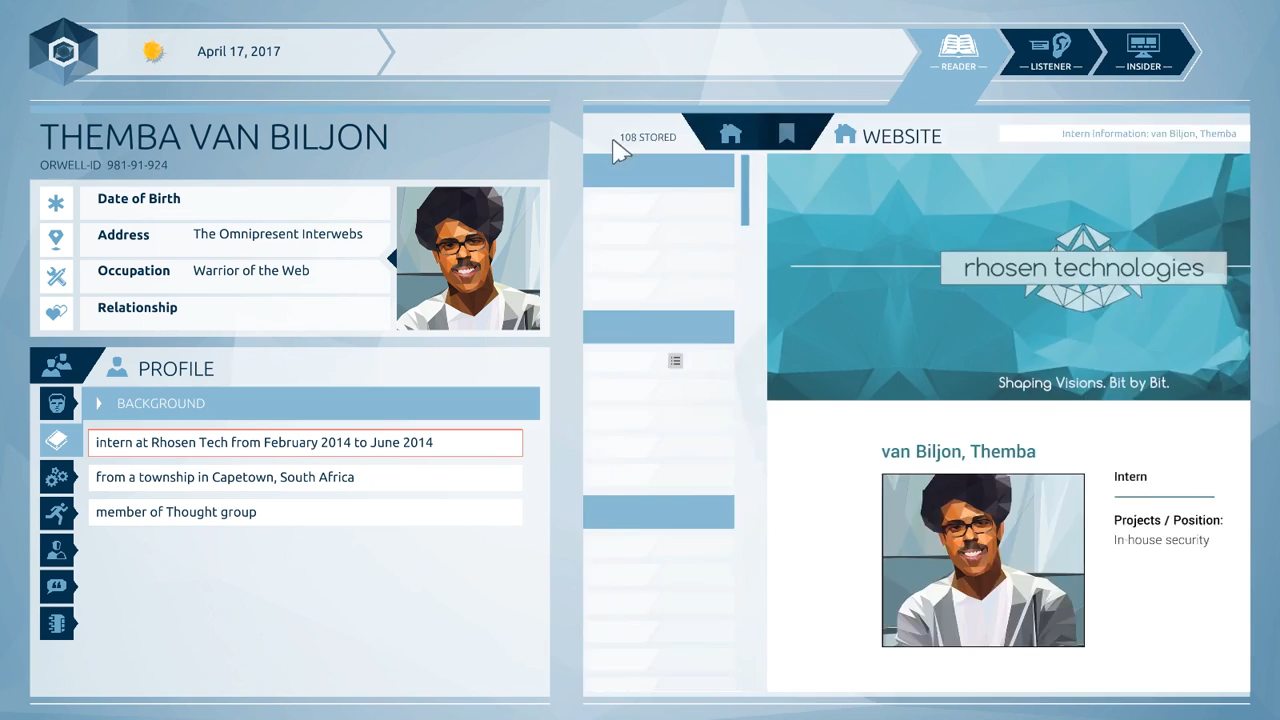 April 17, 2017
— READER —
— LISTENER —
— INSIDER —
THEMBA VAN BILJON
ORWELL-ID 981-91-924
Date of Birth
Address The Omnipresent Interwebs
Occupation Warrior of the Web
Relationship
PROFILE
BACKGROUND
intern at Rhosen Tech from February 2014 to June 2014
from a township in Capetown, South Africa
member of Thought group
108 STORED
WEBSITE
Intern Information: van Biljon, Themba
rhosen technologies
Shaping Visions. Bit by Bit.
van Biljon, Themba
Intern
Projects / Position:
In-house security